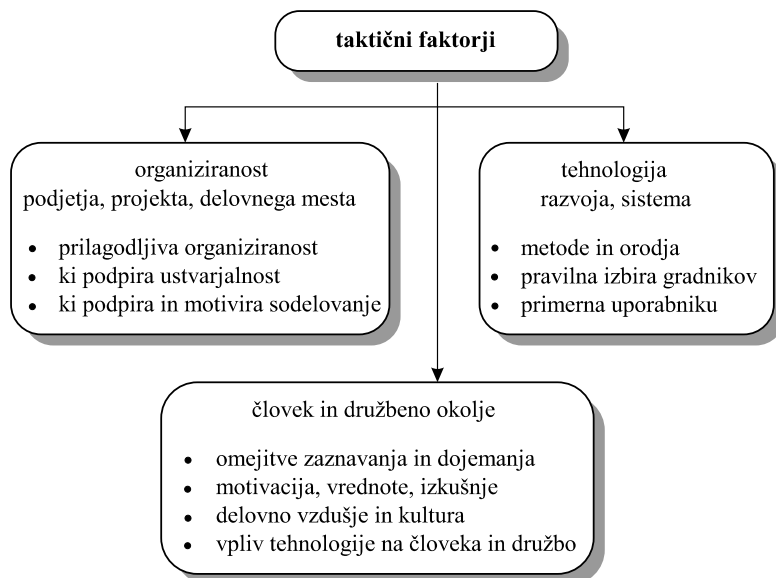 taktični faktorji
organiziranost
podjetja, projekta, delovnega mesta
• prilagodljiva organiziranost
• ki podpira ustvarjalnost
• ki podpira in motivira sodelovanje
tehnologija
razvoja, sistema
• metode in orodja
• pravilna izbira gradnikov
• primerna uporabniku
človek in družbeno okolje
• omejitve zaznavanja in dojemanja
• motivacija, vrednote, izkušnje
• delovno vzdušje in kultura
• vpliv tehnologije na človeka in družbo